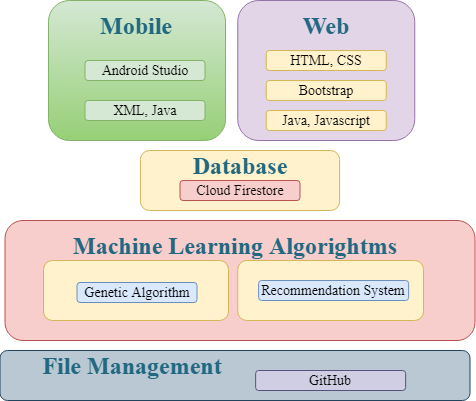 Mobile
Android Studio
XML, Java
Web
HTML, CSS
Bootstrap
Java, Javascript
Database
Cloud Firestore
Machine Learning Algorightms
Genetic Algorithm
Recommendation System
File Management
GitHub